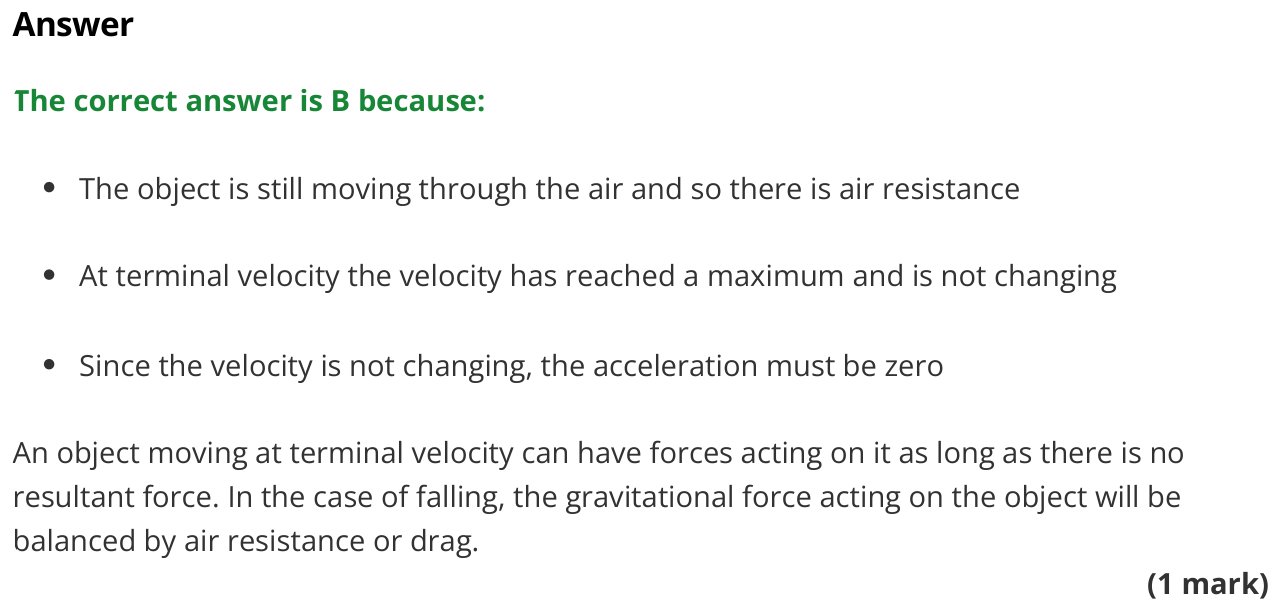 Answer
The correct answer is B because:
• The object is still moving through the air and so there is air resistance
• At terminal velocity the velocity has reached a maximum and is not changing
• Since the velocity is not changing, the acceleration must be zero
An object moving at terminal velocity can have forces acting on it as long as there is no
resultant force. In the case of falling, the gravitational force acting on the object will be
balanced by air resistance or drag.
(1 mark)